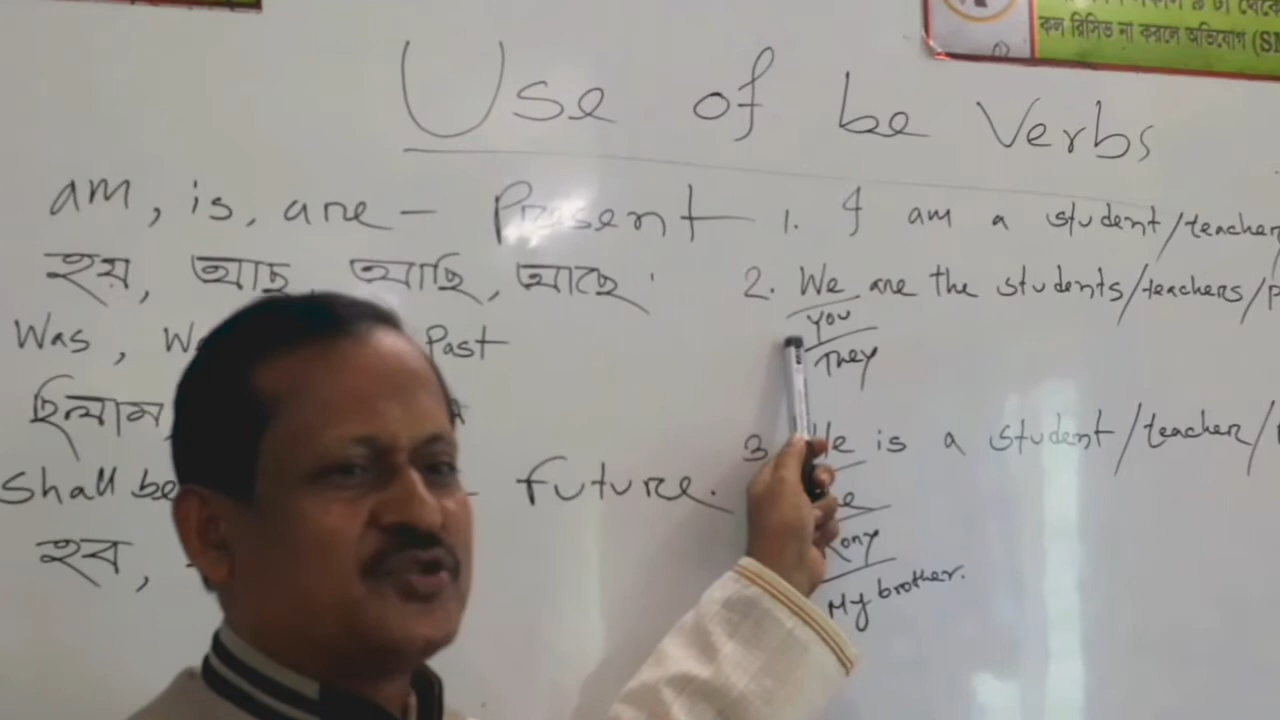 কল রিসিভ না করলে অভিযোগ
Use of be Verbs
am, is, are - Present
হয়, আছ, আছি, আছে
Was, Past
ছিলাম,
Shall be Future.
হব,
1. I am a student/teacher
2. We are the students/teachers/
You
They
3. He is a student/teacher/
Rony
My brother.